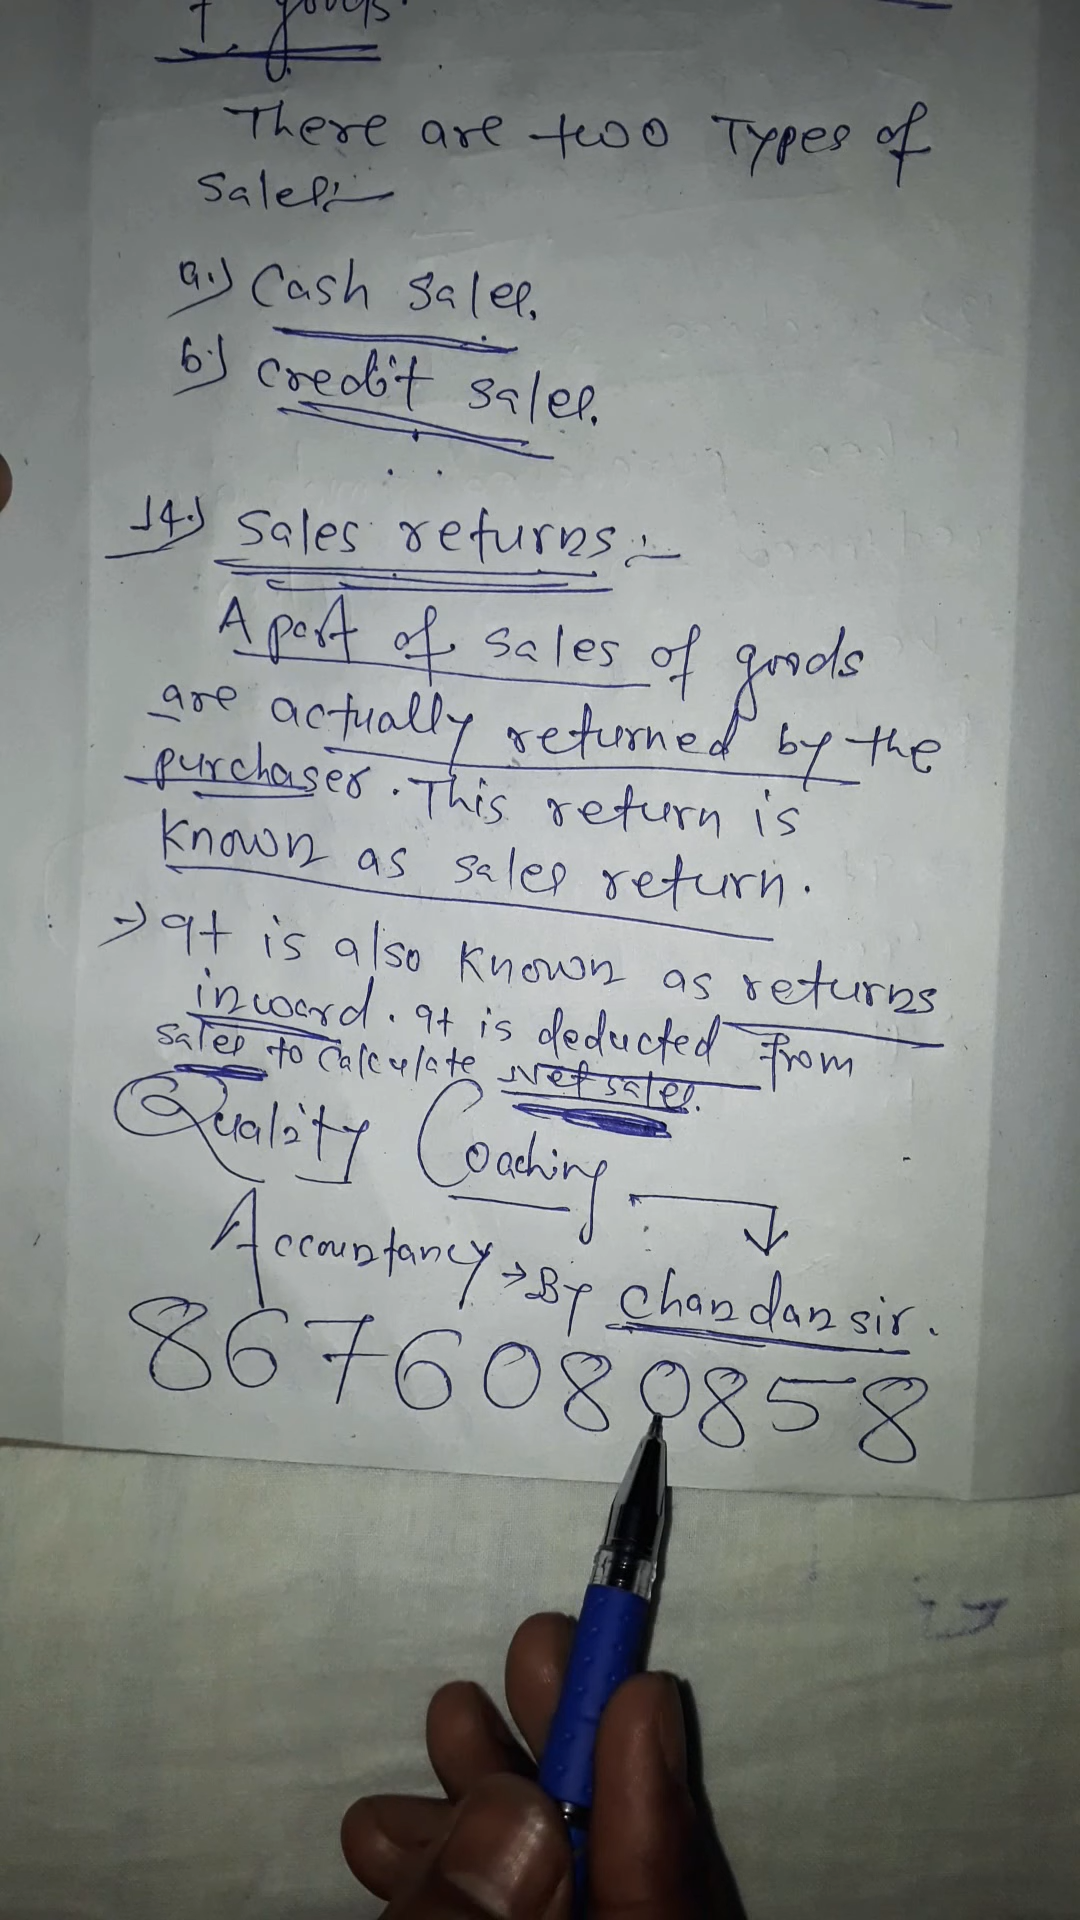 of goods.
There are two Types of
Sales:-
a.) Cash Sales.
b.) Credit Sales.
14.) Sales returns:-
A part of sales of goods
are actually returned by the
purchaser. This return is
Known as sales return.
→ It is also Known as returns
inward. It is deducted from
Sales to Calculate Net sales.
Quality Coaching
Accountancy → By Chandan sir.
8676080858